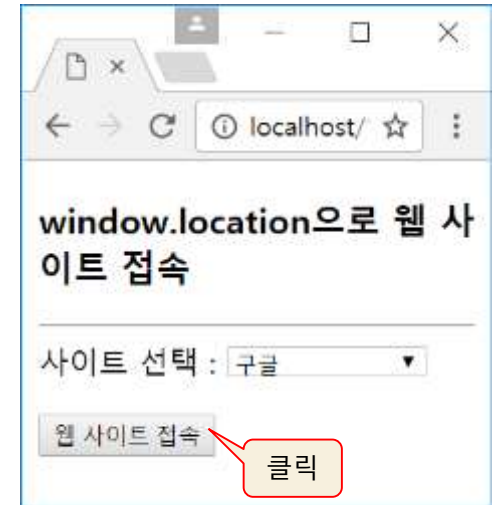 localhost/
window.location으로 웹 사
이트 접속
사이트 선택 : 구글
웹 사이트 접속
클릭